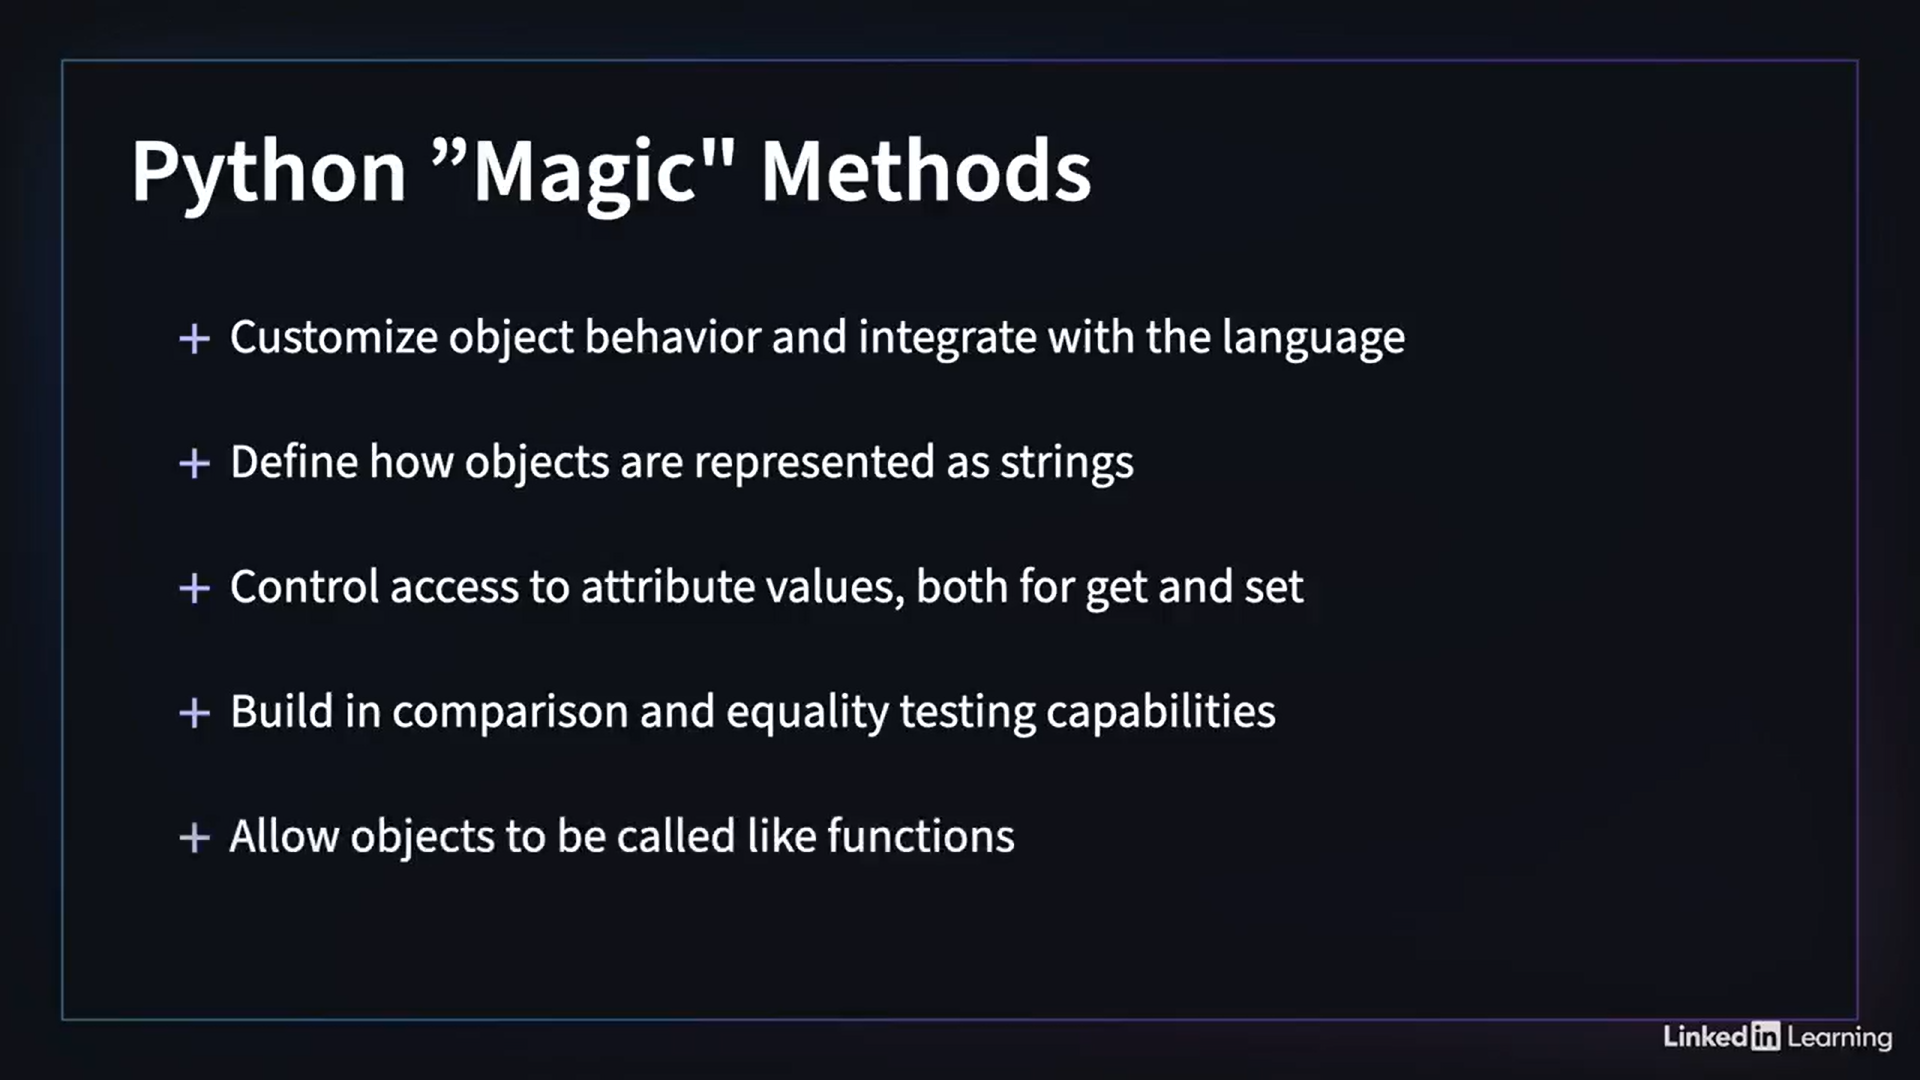 Python ”Magic" Methods
+ Customize object behavior and integrate with the language
+ Define how objects are represented as strings
+ Control access to attribute values, both for get and set
+ Build in comparison and equality testing capabilities
+ Allow objects to be called like functions
Linked in Learning